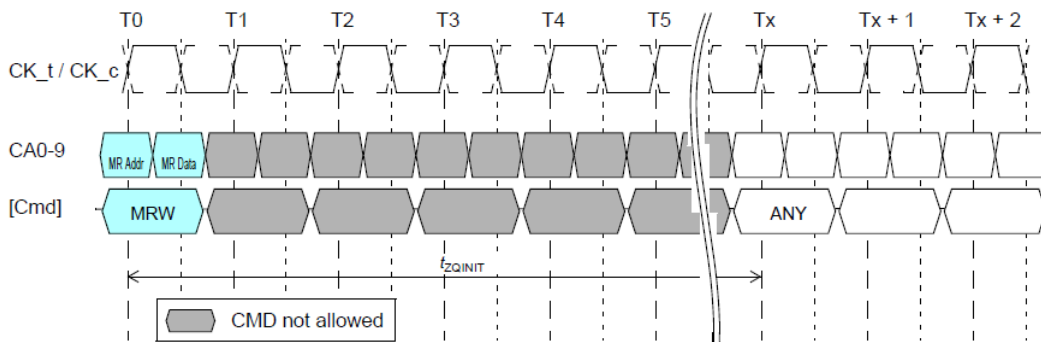 T0 T1 T2 T3 T4 T5 Tx Tx + 1 Tx + 2
CK_t / CK_c
CA0-9 MR Addr MR Data
[Cmd] MRW ANY
tZQINIT
CMD not allowed